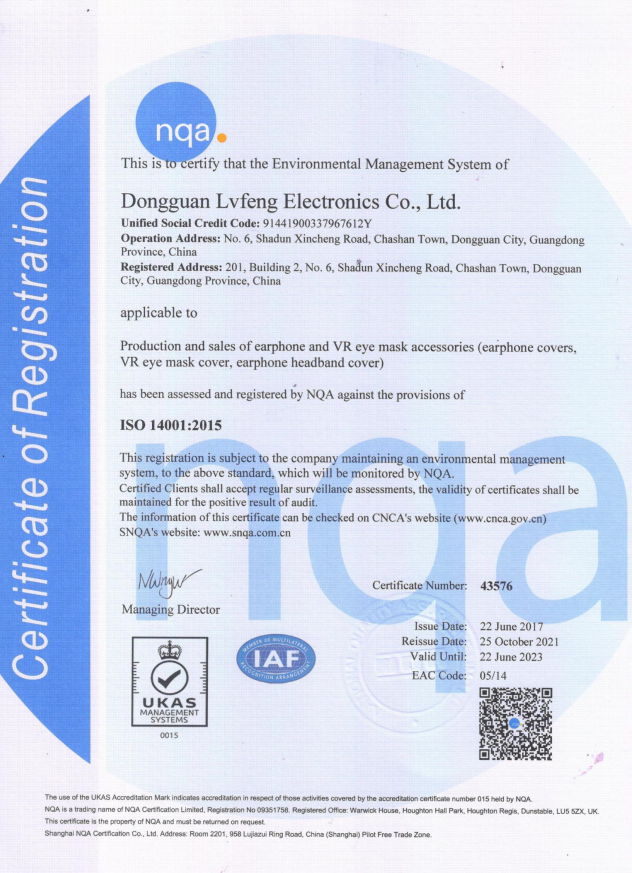 Certificate of Registration
nqa.
This is to certify that the Environmental Management System of
Dongguan Lvfeng Electronics Co., Ltd.
Unified Social Credit Code: 91441900337967612Y
Operation Address: No. 6, Shadun Xincheng Road, Chashan Town, Dongguan City, Guangdong
Province, China
Registered Address: 201, Building 2, No. 6, Shadun Xincheng Road, Chashan Town, Dongguan
City, Guangdong Province, China
applicable to
Production and sales of earphone and VR eye mask accessories (earphone covers,
VR eye mask cover, earphone headband cover)
has been assessed and registered by NQA against the provisions of
ISO 14001:2015
This registration is subject to the company maintaining an environmental management
system, to the above standard, which will be monitored by NQA.
Certified Clients shall accept regular surveillance assessments, the validity of certificates shall be
maintained for the positive result of audit.
The information of this certificate can be checked on CNCA's website (www.cnca.gov.cn)
SNQA's website: www.snqa.com.cn
nqa
Managing Director
Certificate Number: 43576
Issue Date: 22 June 2017
Reissue Date: 25 October 2021
Valid Until: 22 June 2023
EAC Code: 05/14
UKAS
MANAGEMENT
SYSTEMS
0015
MEMBER OF MULTILATERAL
IAF
RECOGNITION ARRANGEMENT
The use of the UKAS Accreditation Mark indicates accreditation in respect of those activities covered by the accreditation certificate number 015 held by NQA.
NQA is a trading name of NQA Certification Limited, Registration No 09351758. Registered Office: Warwick House, Houghton Hall Park, Houghton Regis, Dunstable, LU5 5ZX, UK.
This certificate is the property of NQA and must be returned on request.
Shanghai NQA Certification Co., Ltd. Address: Room 2201, 958 Lujiazui Ring Road, China (Shanghai) Pilot Free Trade Zone.